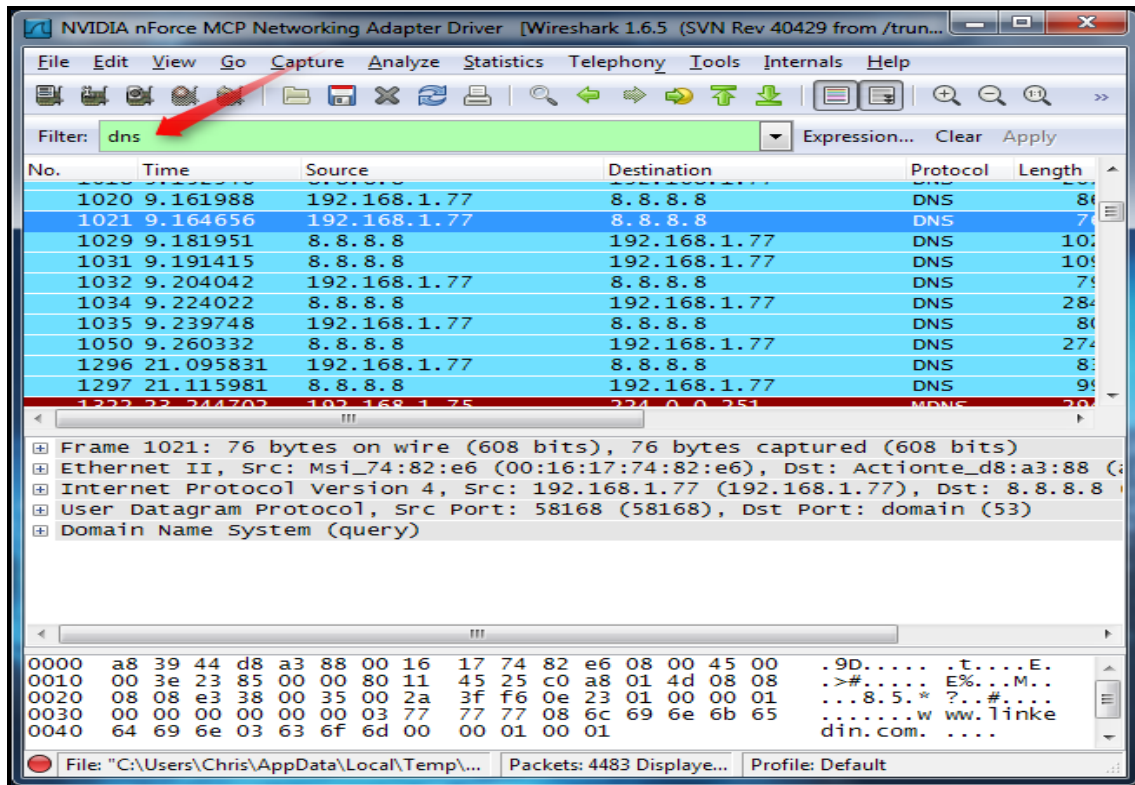 NVIDIA nForce MCP Networking Adapter Driver [Wireshark 1.6.5 (SVN Rev 40429 from /trun...
File Edit View Go Capture Analyze Statistics Telephony Tools Internals Help
Filter: dns Expression... Clear Apply
No. Time Source Destination Protocol Length
1020 9.161988 192.168.1.77 8.8.8.8 DNS
1021 9.164656 192.168.1.77 8.8.8.8 DNS
1029 9.181951 8.8.8.8 192.168.1.77 DNS
1031 9.191415 8.8.8.8 192.168.1.77 DNS
1032 9.204042 192.168.1.77 8.8.8.8 DNS
1034 9.224022 8.8.8.8 192.168.1.77 DNS
1035 9.239748 192.168.1.77 8.8.8.8 DNS
1050 9.260332 8.8.8.8 192.168.1.77 DNS
1296 21.095831 192.168.1.77 8.8.8.8 DNS
1297 21.115981 8.8.8.8 192.168.1.77 DNS
1322 23.244702 192.168.1.75 224.0.0.251 MDNS
Frame 1021: 76 bytes on wire (608 bits), 76 bytes captured (608 bits)
Ethernet II, Src: Msi_74:82:e6 (00:16:17:74:82:e6), Dst: Actionte_d8:a3:88
Internet Protocol Version 4, Src: 192.168.1.77 (192.168.1.77), Dst: 8.8.8.8
User Datagram Protocol, Src Port: 58168 (58168), Dst Port: domain (53)
Domain Name System (query)
0000 a8 39 44 d8 a3 88 00 16 17 74 82 e6 08 00 45 00 .9D..... .t....E.
0010 00 3e 23 85 00 00 80 11 45 25 c0 a8 01 4d 08 08 .>#..... E%...M..
0020 08 08 e3 38 00 35 00 2a 3f f6 0e 23 01 00 00 01 ...8.5.* ?..#....
0030 00 00 00 00 00 00 03 77 77 77 08 6c 69 6e 6b 65 .......w ww.linke
0040 64 69 6e 03 63 6f 6d 00 00 01 00 01 din.com. ....
File: "C:\Users\Chris\AppData\Local\Temp\... Packets: 4483 Displaye... Profile: Default